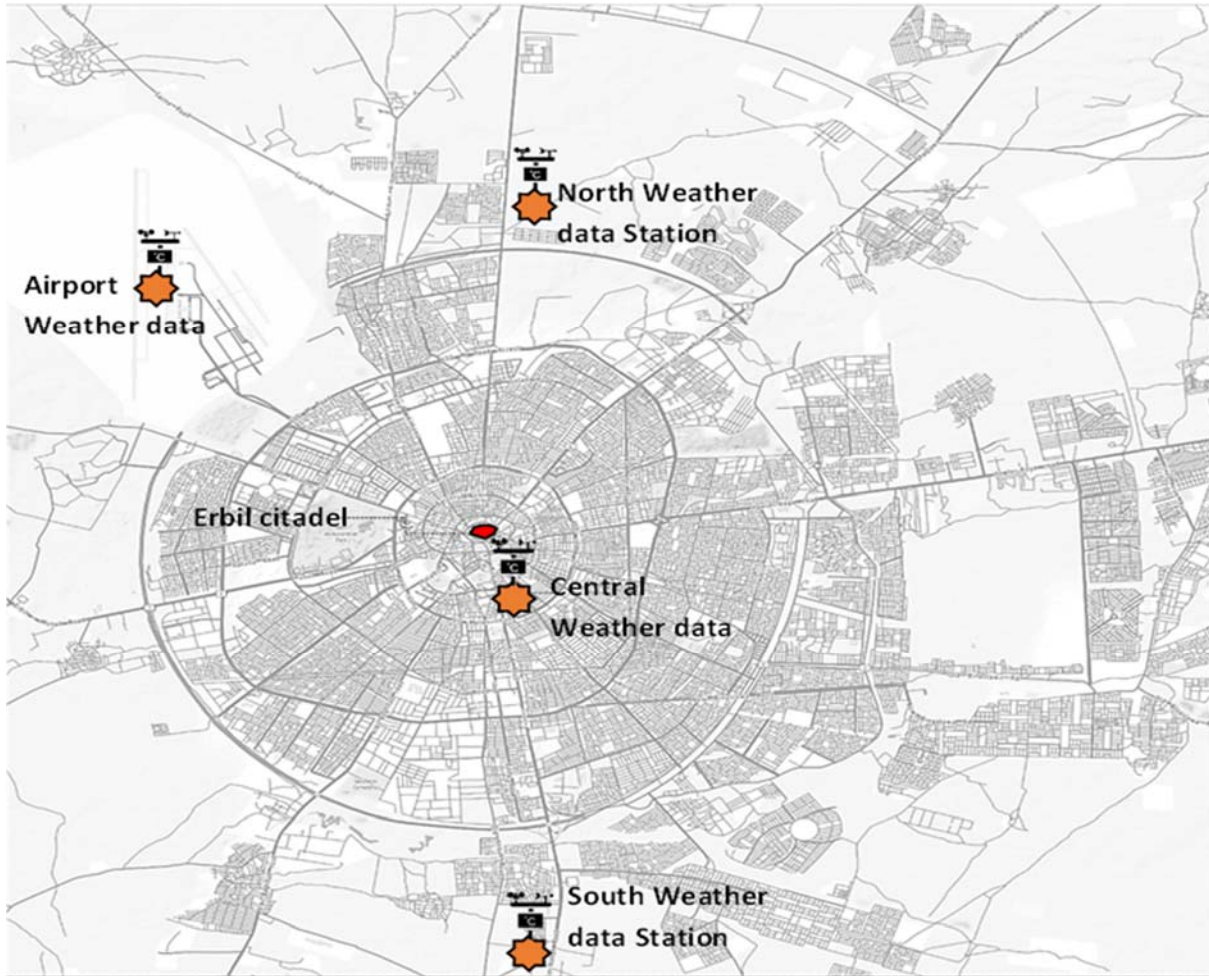 °C
North Weather
data Station
°C
Airport
Weather data
Erbil citadel
°C
Central
Weather data
°C
South Weather
data Station